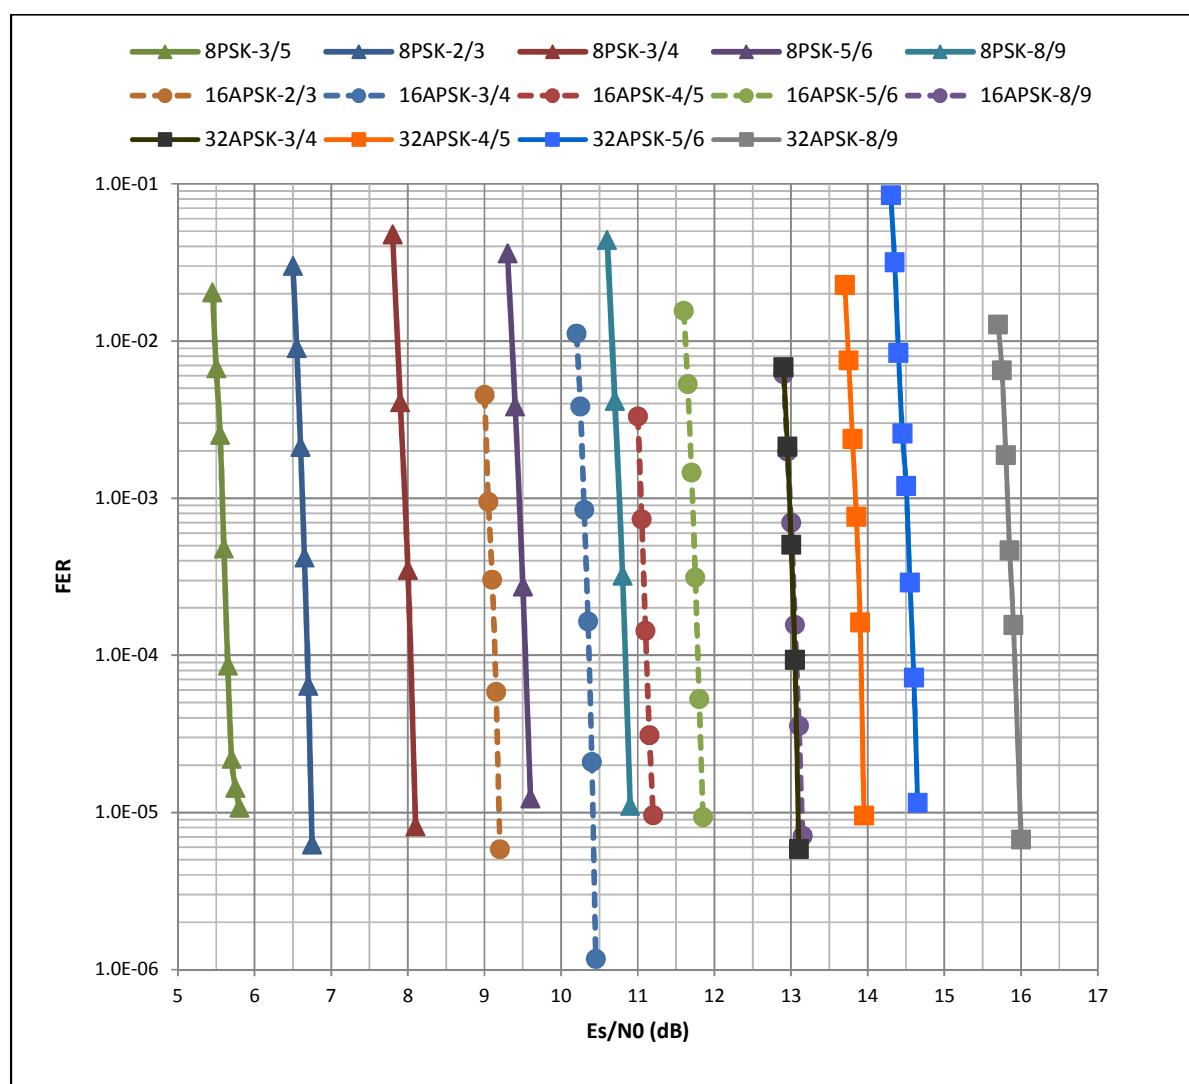 8PSK-3/5 8PSK-2/3 8PSK-3/4 8PSK-5/6 8PSK-8/9
16APSK-2/3 16APSK-3/4 16APSK-4/5 16APSK-5/6 16APSK-8/9
32APSK-3/4 32APSK-4/5 32APSK-5/6 32APSK-8/9
1.0E-01
1.0E-02
1.0E-03
FER
1.0E-04
1.0E-05
1.0E-06
5 6 7 8 9 10 11 12 13 14 15 16 17
Es/N0 (dB)